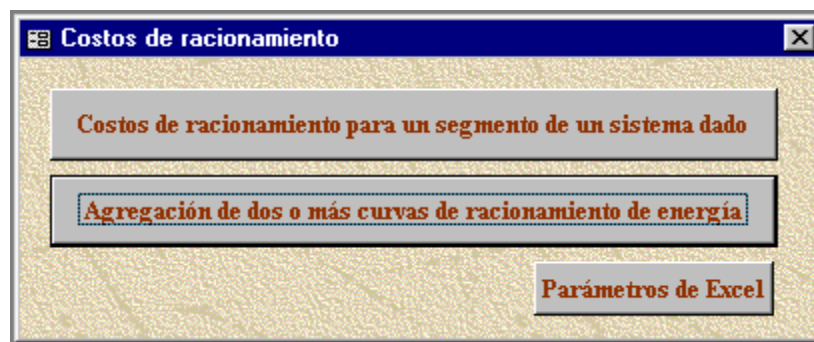 Costos de racionamiento
Costos de racionamiento para un segmento de un sistema dado
Agregación de dos o más curvas de racionamiento de energía
Parámetros de Excel